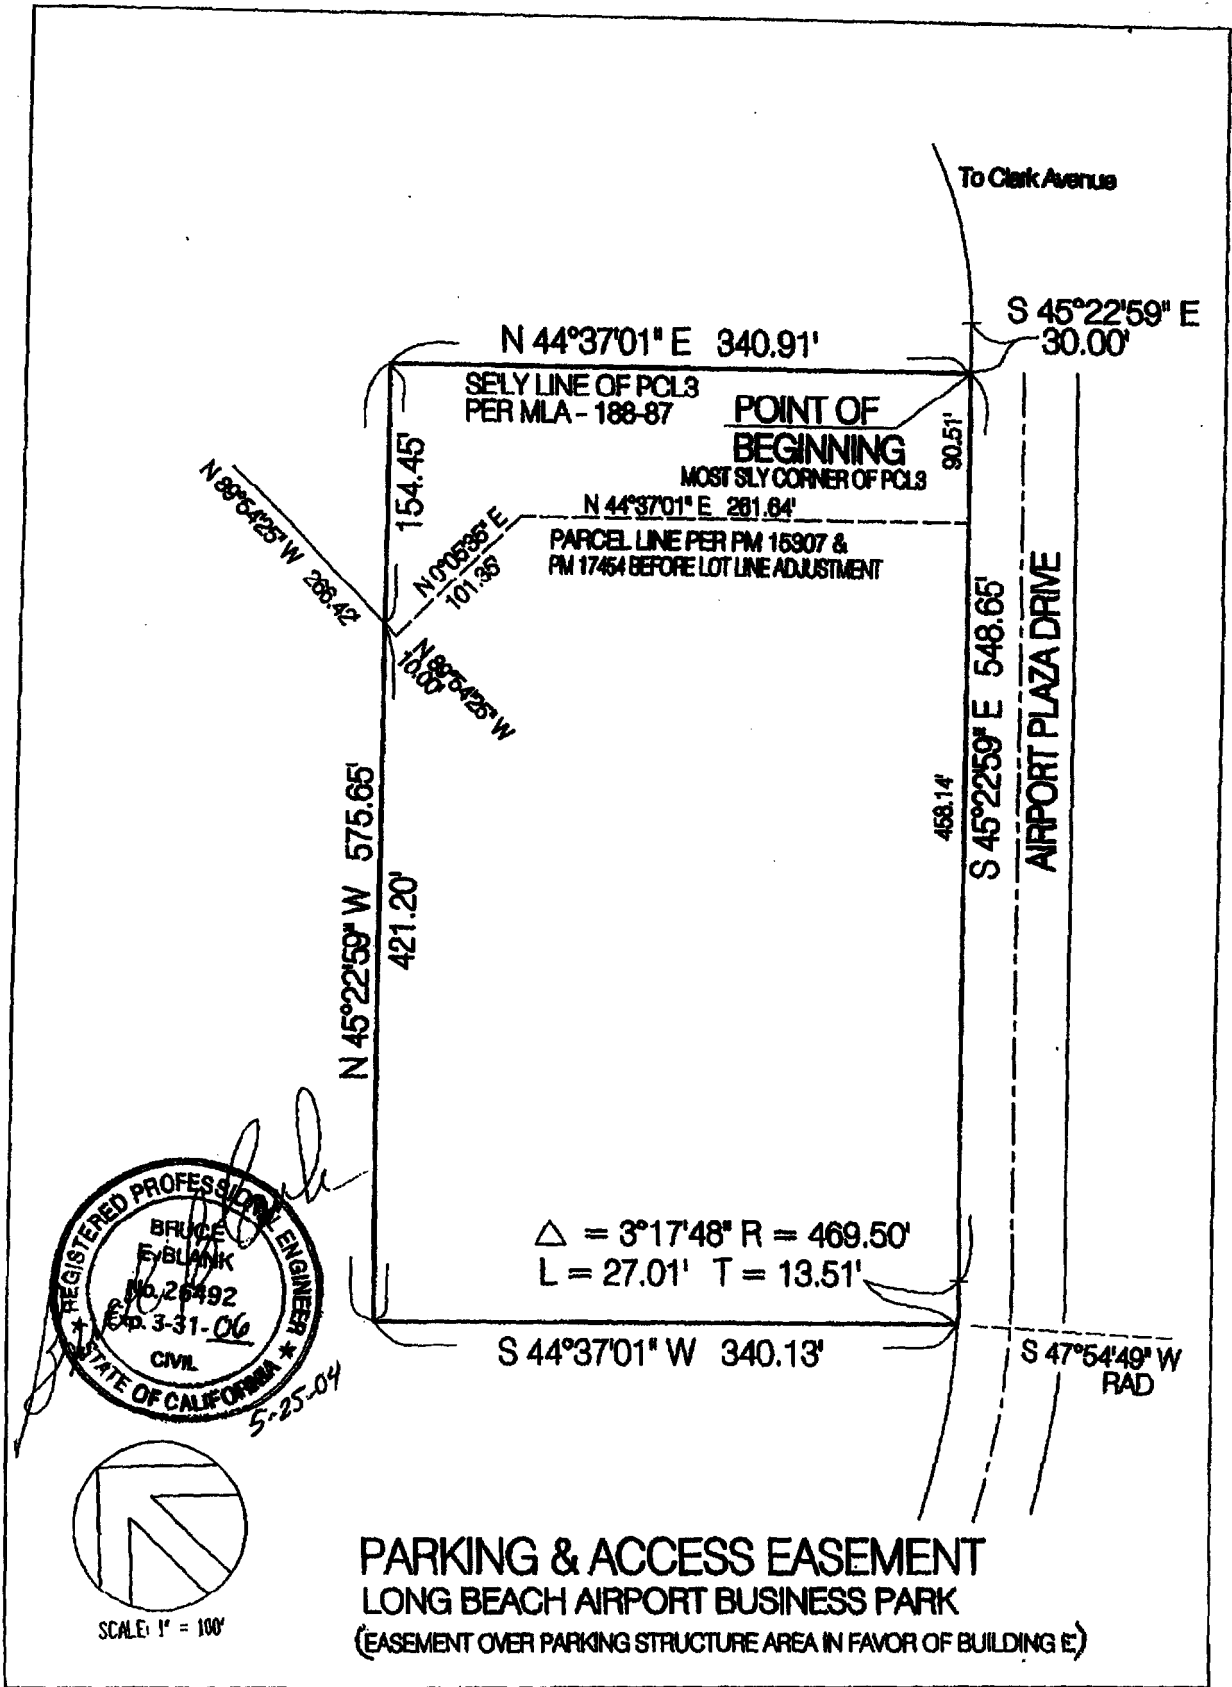 To Clark Avenue
S 45°22'59" E
30.00'
N 44°37'01" E 340.91'
SE'LY LINE OF PCL3
PER MLA - 188-87
POINT OF
BEGINNING
MOST S'LY CORNER OF PCL3
90.51'
154.45'
N 89°54'25" W 266.42'
N 0°05'35" E
101.35'
N 44°37'01" E 261.64'
PARCEL LINE PER PM 15907 &
PM 17454 BEFORE LOT LINE ADJUSTMENT
N 89°54'25" W
10.00'
N 45°22'59" W 575.65'
421.20'
458.14'
S 45°22'59" E 548.65'
AIRPORT PLAZA DRIVE
△ = 3°17'48" R = 469.50'
L = 27.01' T = 13.51'
S 44°37'01" W 340.13'
S 47°54'49" W
RAD
REGISTERED PROFESSIONAL ENGINEER
BRUCE
E. BLANK
No. 26492
Exp. 3-31-06
CIVIL
STATE OF CALIFORNIA
5-25-04
SCALE: 1" = 100'
PARKING & ACCESS EASEMENT
LONG BEACH AIRPORT BUSINESS PARK
(EASEMENT OVER PARKING STRUCTURE AREA IN FAVOR OF BUILDING E)